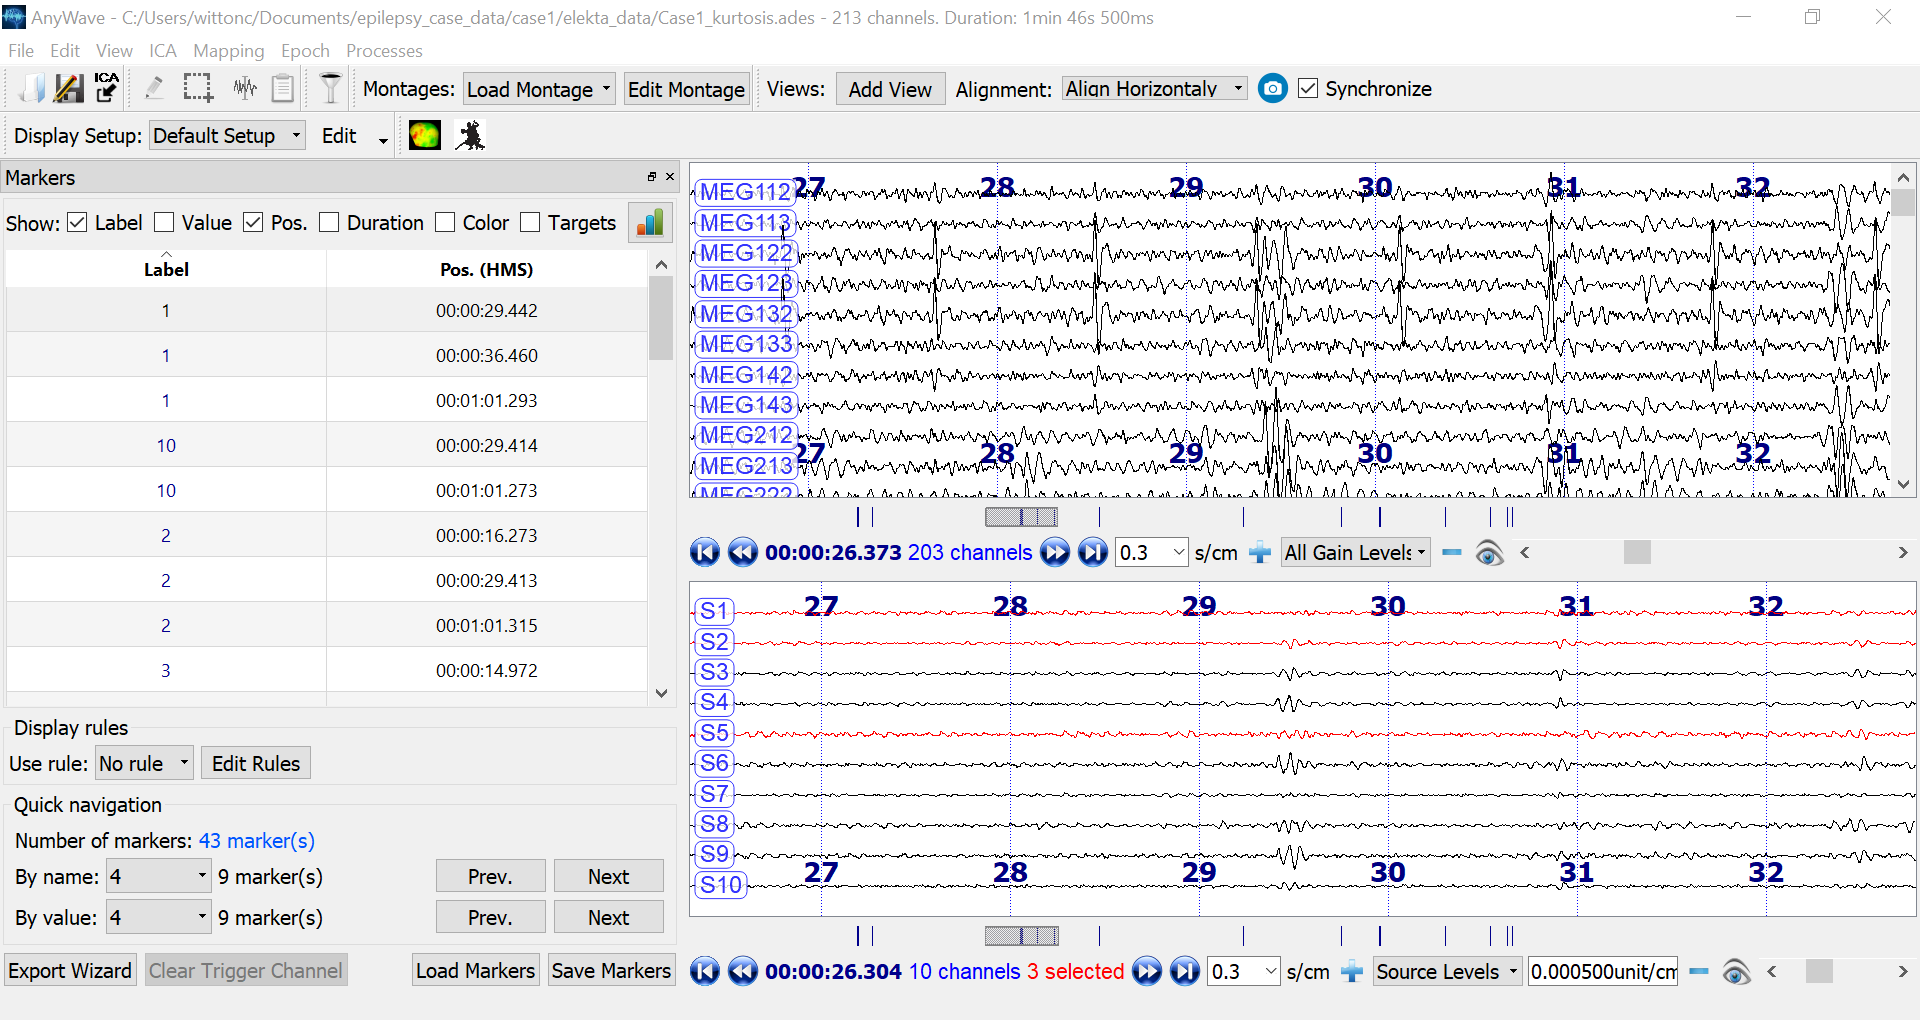 AnyWave - C:/Users/wittonc/Documents/epilepsy_case_data/case1/elekta_data/Case1_kurtosis.ades - 213 channels. Duration: 1min 46s 500ms
File Edit View ICA Mapping Epoch Processes
ICA Montages: Load Montage Edit Montage Views: Add View Alignment: Align Horizontaly Synchronize
Display Setup: Default Setup Edit
Markers
Show: Label Value Pos. Duration Color Targets
Label Pos. (HMS)
1 00:00:29.442
1 00:00:36.460
1 00:01:01.293
10 00:00:29.414
10 00:01:01.273
2 00:00:16.273
2 00:00:29.413
2 00:01:01.315
3 00:00:14.972
Display rules
Use rule: No rule Edit Rules
Quick navigation
Number of markers: 43 marker(s)
By name: 4 9 marker(s) Prev. Next
By value: 4 9 marker(s) Prev. Next
Export Wizard Clear Trigger Channel Load Markers Save Markers
27 28 29 30 31 32
MEG112
MEG113
MEG122
MEG123
MEG132
MEG133
MEG142
MEG143
MEG212
MEG213
MEG222
27 28 29 30 31 32
00:00:26.373 203 channels 0.3 s/cm All Gain Levels
27 28 29 30 31 32
S1
S2
S3
S4
S5
S6
S7
S8
S9
S10
27 28 29 30 31 32
00:00:26.304 10 channels 3 selected 0.3 s/cm Source Levels 0.000500unit/cm